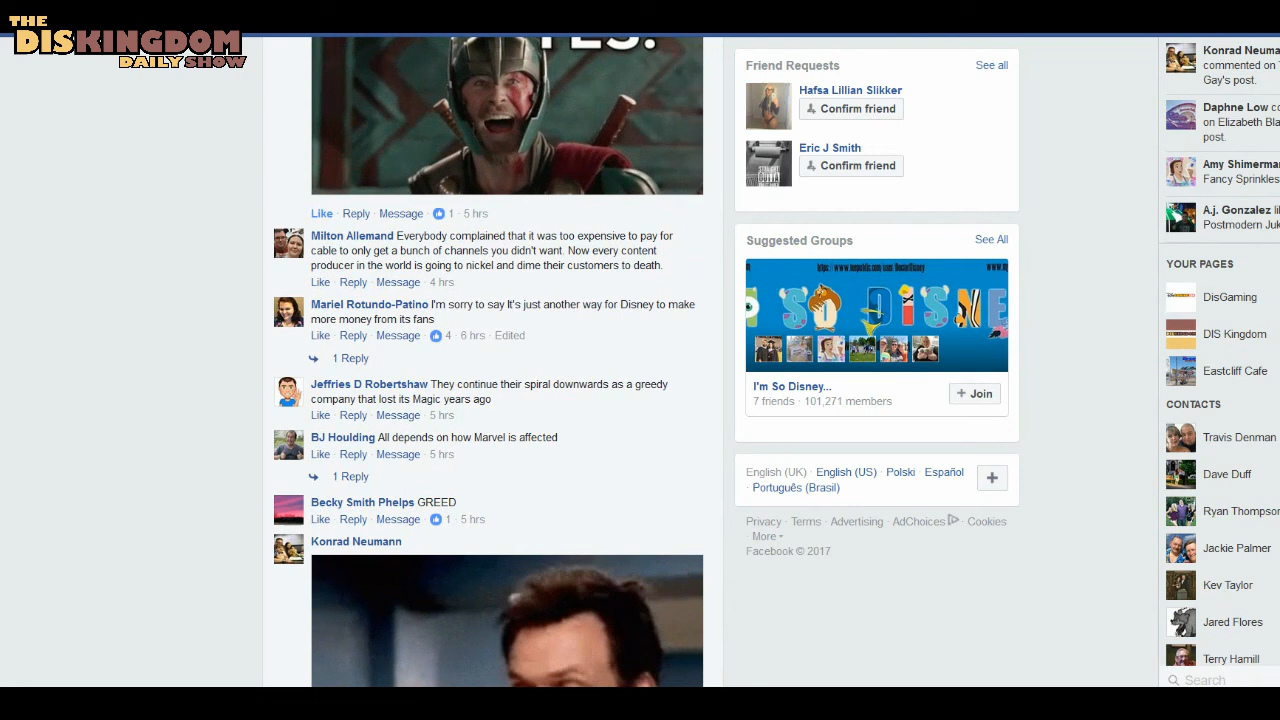 THE
DISKINGDOM
DAILY SHOW
YES!
Like · Reply · Message · 1 · 5 hrs
Milton Allemand Everybody complained that it was too expensive to pay for
cable to only get a bunch of channels you didn't want. Now every content
producer in the world is going to nickel and dime their customers to death.
Like · Reply · Message · 4 hrs
Mariel Rotundo-Patino I'm sorry to say It's just another way for Disney to make
more money from its fans
Like · Reply · Message · 4 · 6 hrs · Edited
1 Reply
Jeffries D Robertshaw They continue their spiral downwards as a greedy
company that lost its Magic years ago
Like · Reply · Message · 5 hrs
BJ Houlding All depends on how Marvel is affected
Like · Reply · Message · 5 hrs
1 Reply
Becky Smith Phelps GREED
Like · Reply · Message · 1 · 5 hrs
Konrad Neumann
Friend Requests
See all
Hafsa Lillian Slikker
Confirm friend
Eric J Smith
Confirm friend
STRAIGHT
OUTTA
Suggested Groups
See All
SO DISNE
I'm So Disney...
7 friends · 101,271 members
+ Join
English (UK) · English (US) · Polski · Español
· Português (Brasil)
+
Privacy · Terms · Advertising · AdChoices · Cookies
· More
Facebook © 2017
Konrad Neuma
commented on
Gay's post.
Daphne Low co
on Elizabeth Bla
post.
Amy Shimerma
Fancy Sprinkles
A.j. Gonzalez li
Postmodern Juk
YOUR PAGES
DisGaming
DIS Kingdom
Eastcliff Cafe
CONTACTS
Travis Denman
Dave Duff
Ryan Thompso
Jackie Palmer
Kev Taylor
Jared Flores
Terry Hamill
Search